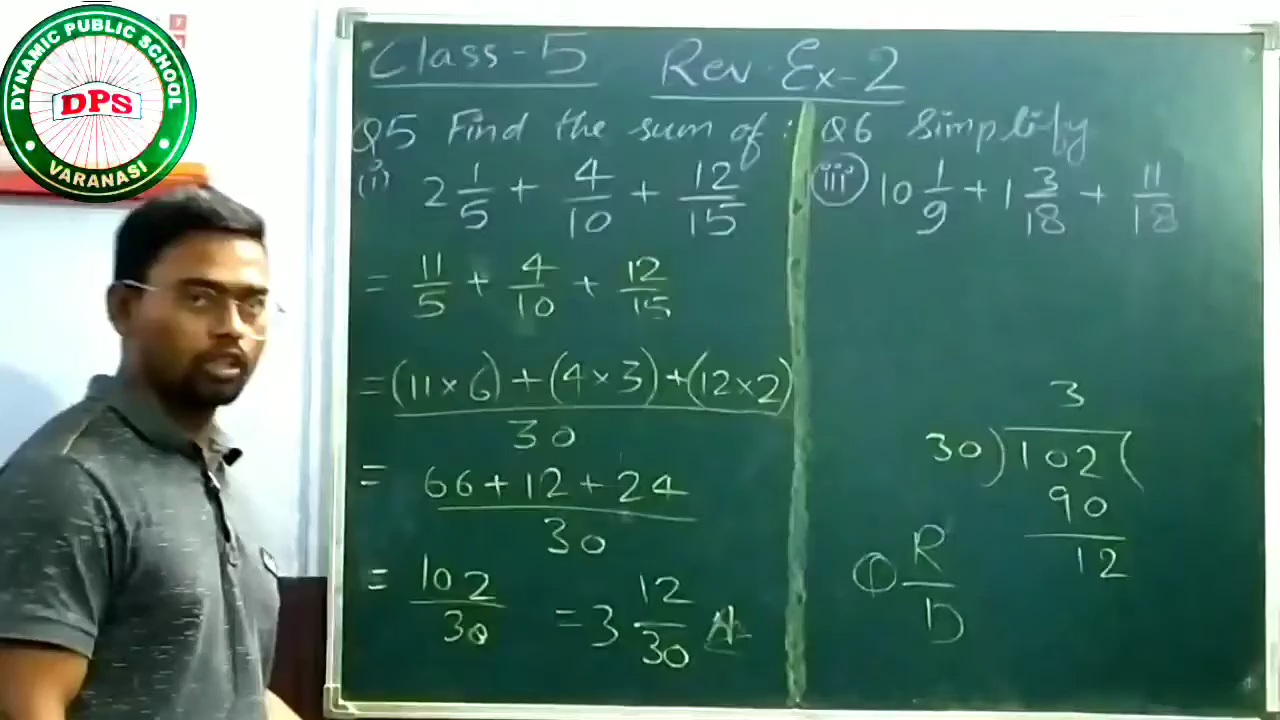 DYNAMIC PUBLIC SCHOOL
DPS
VARANASI
Class-5 Rev. Ex-2
Q5 Find the sum of :
(i) 2 1/5 + 4/10 + 12/15
= 11/5 + 4/10 + 12/15
= (11×6) + (4×3) + (12×2) / 30
= 66+12+24 / 30
= 102/30 = 3 12/30
Q6 Simplify
(iii) 10 1/9 + 1 3/18 + 11/18
3
30)102(
90
12
① R/D